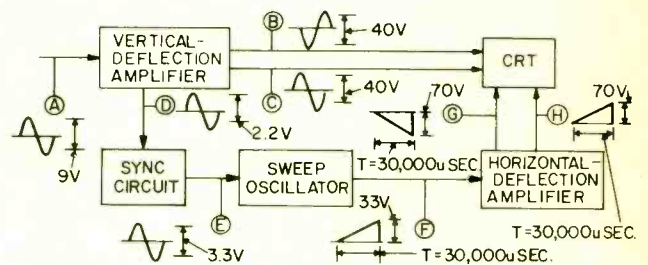 VERTICAL-
DEFLECTION
AMPLIFIER
B
40V
C
40V
CRT
A
9V
D
2.2V
G
70V
T=30,000uSEC.
H
70V
SYNC
CIRCUIT
SWEEP
OSCILLATOR
HORIZONTAL-
DEFLECTION
AMPLIFIER
E
3.3V
33V
F
T=30,000uSEC.
T=30,000uSEC.